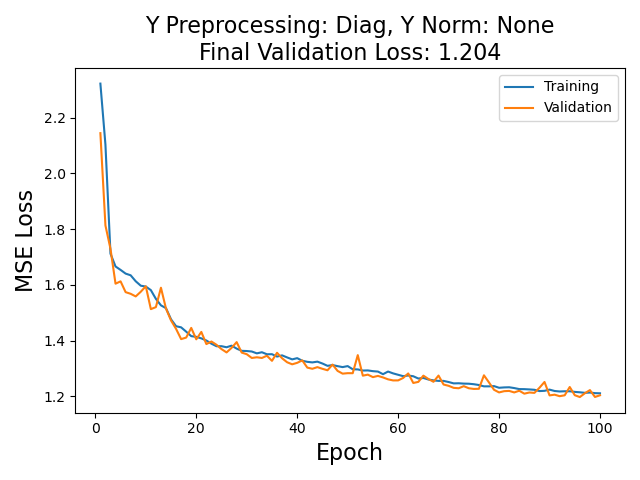 Y Preprocessing: Diag, Y Norm: None
Final Validation Loss: 1.204
Training
Validation
MSE Loss
2.2
2.0
1.8
1.6
1.4
1.2
0
20
40
60
80
100
Epoch